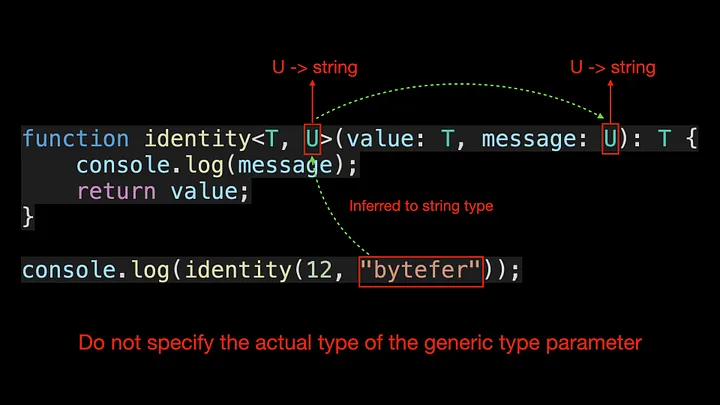 U -> string
U -> string
function identity<T, U>(value: T, message: U): T {
    console.log(message);
    return value;
}
Inferred to string type
console.log(identity(12, "bytefer"));
Do not specify the actual type of the generic type parameter